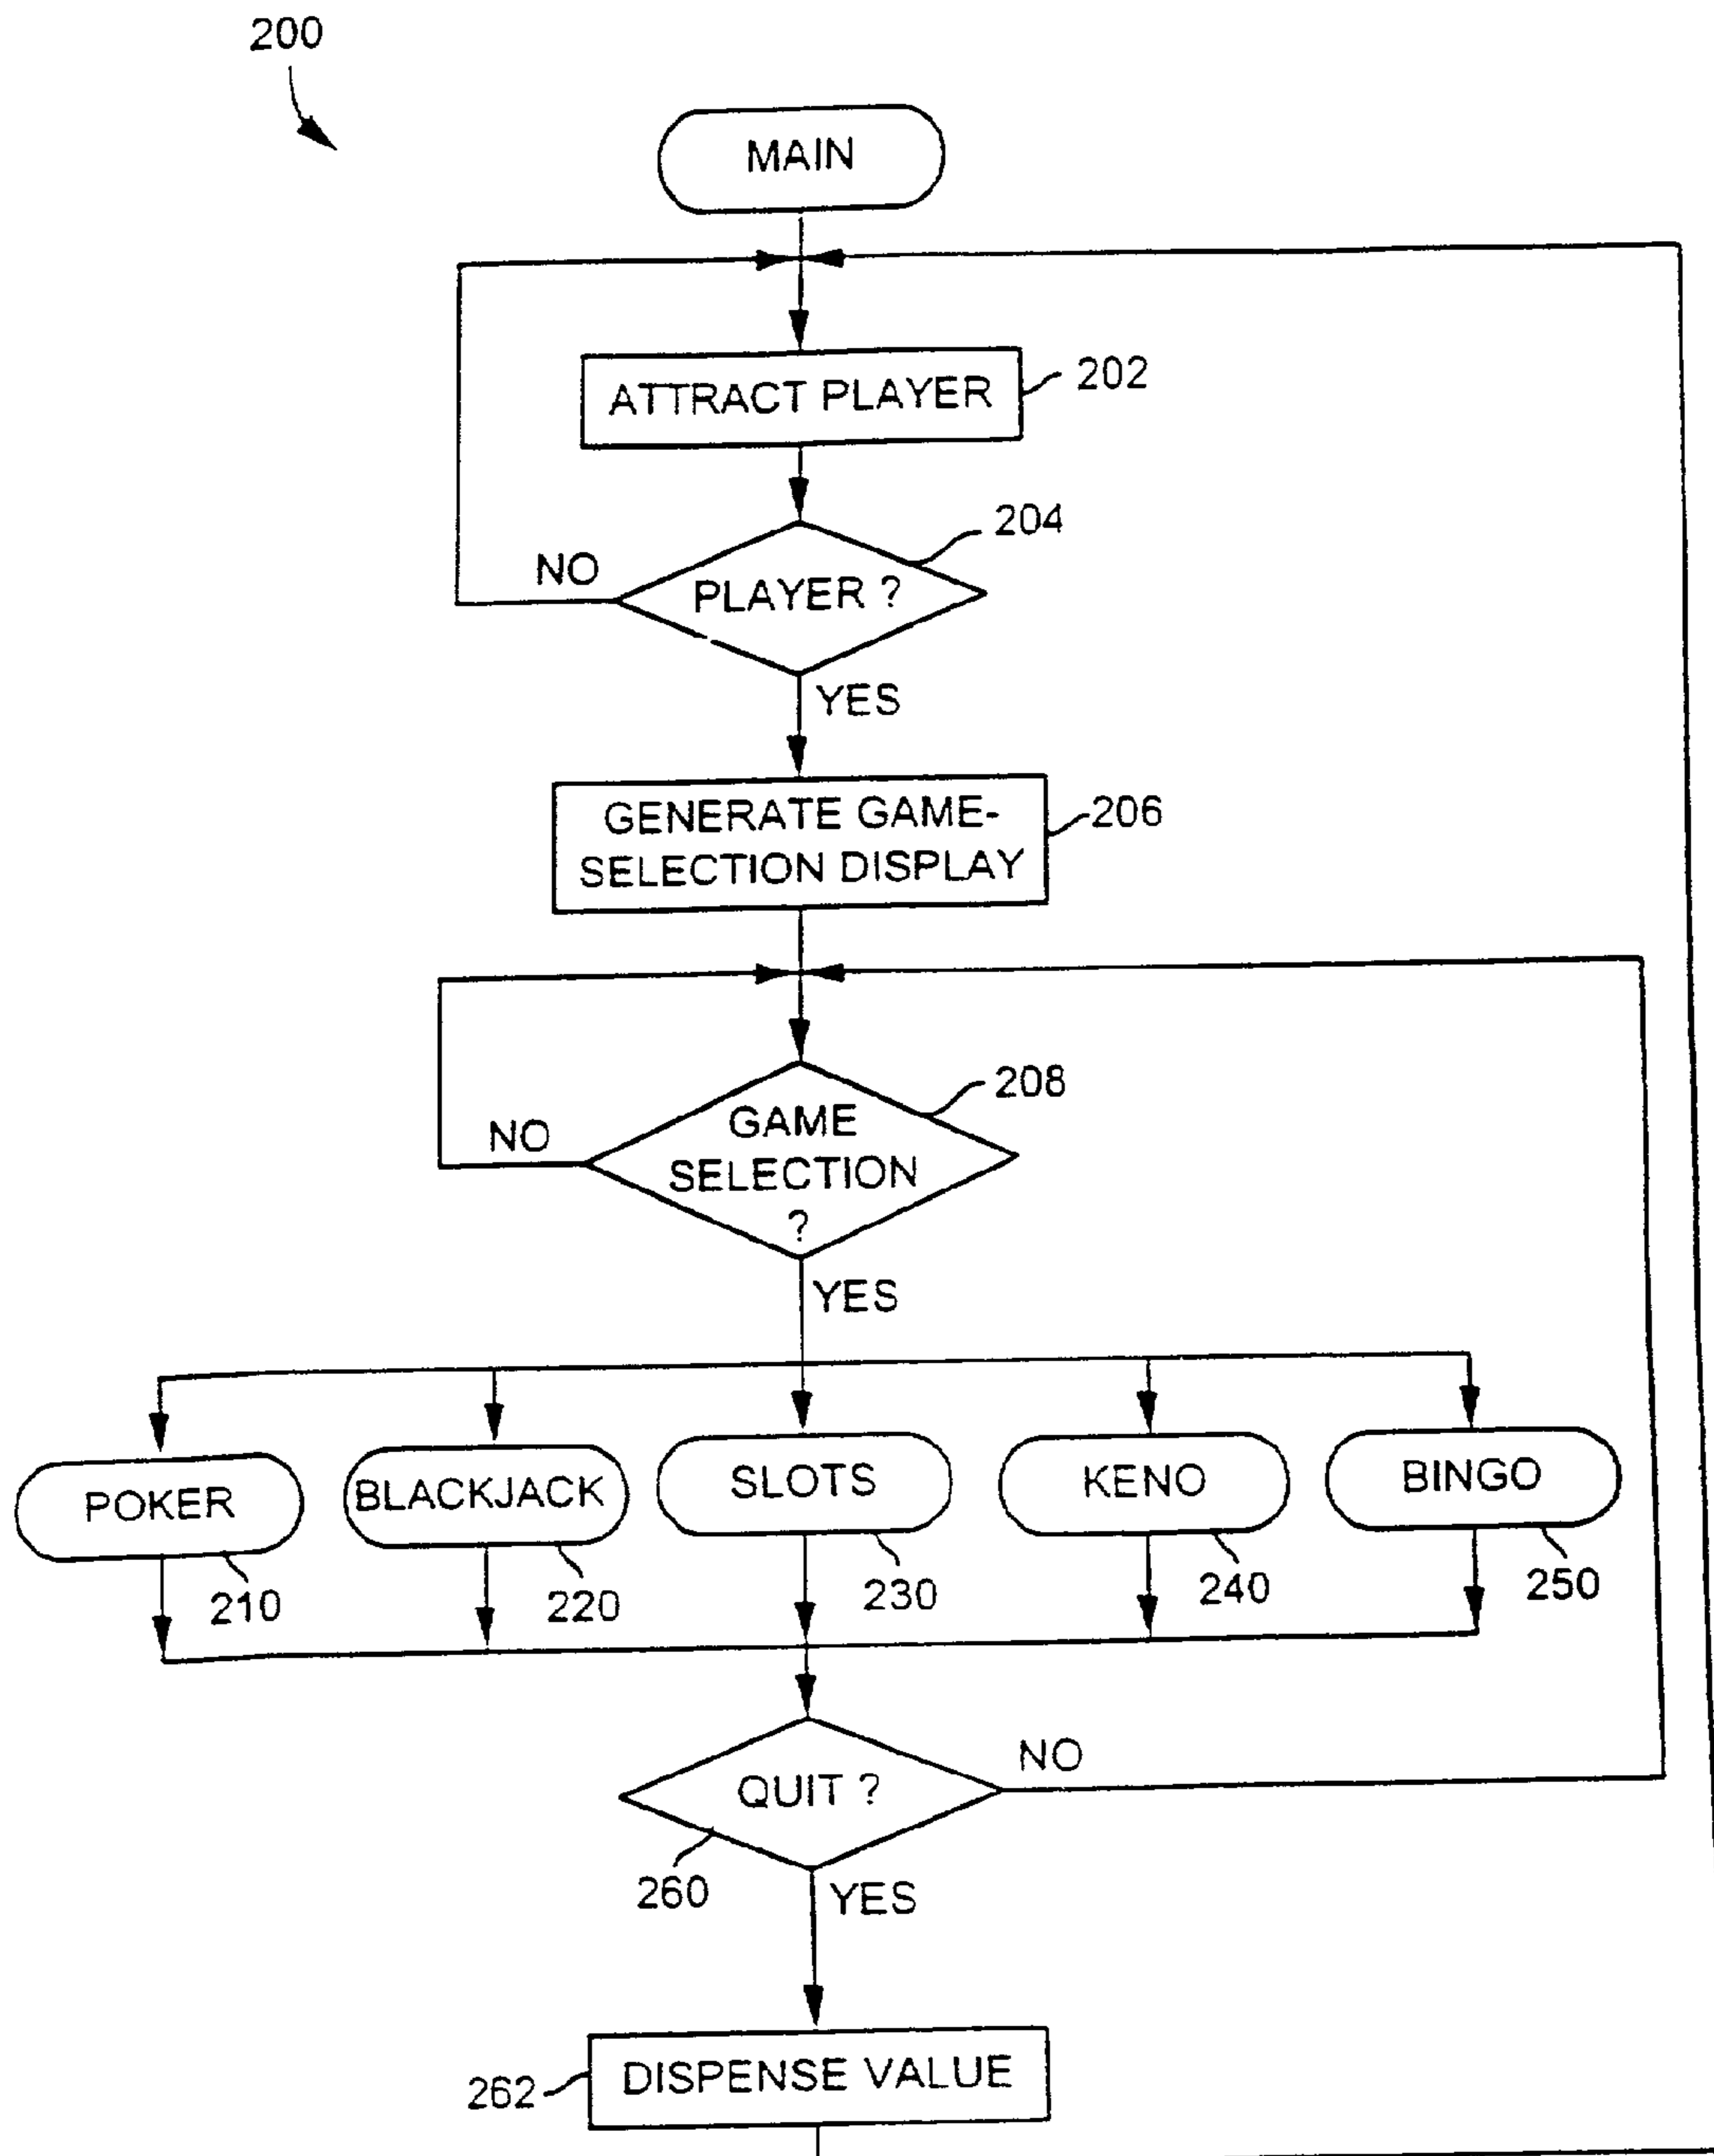 200
MAIN
ATTRACT PLAYER
202
204
NO
PLAYER ?
YES
GENERATE GAME-
SELECTION DISPLAY
206
208
NO
GAME
SELECTION
?
YES
POKER
BLACKJACK
SLOTS
KENO
BINGO
210
220
230
240
250
QUIT ?
NO
260
YES
262
DISPENSE VALUE